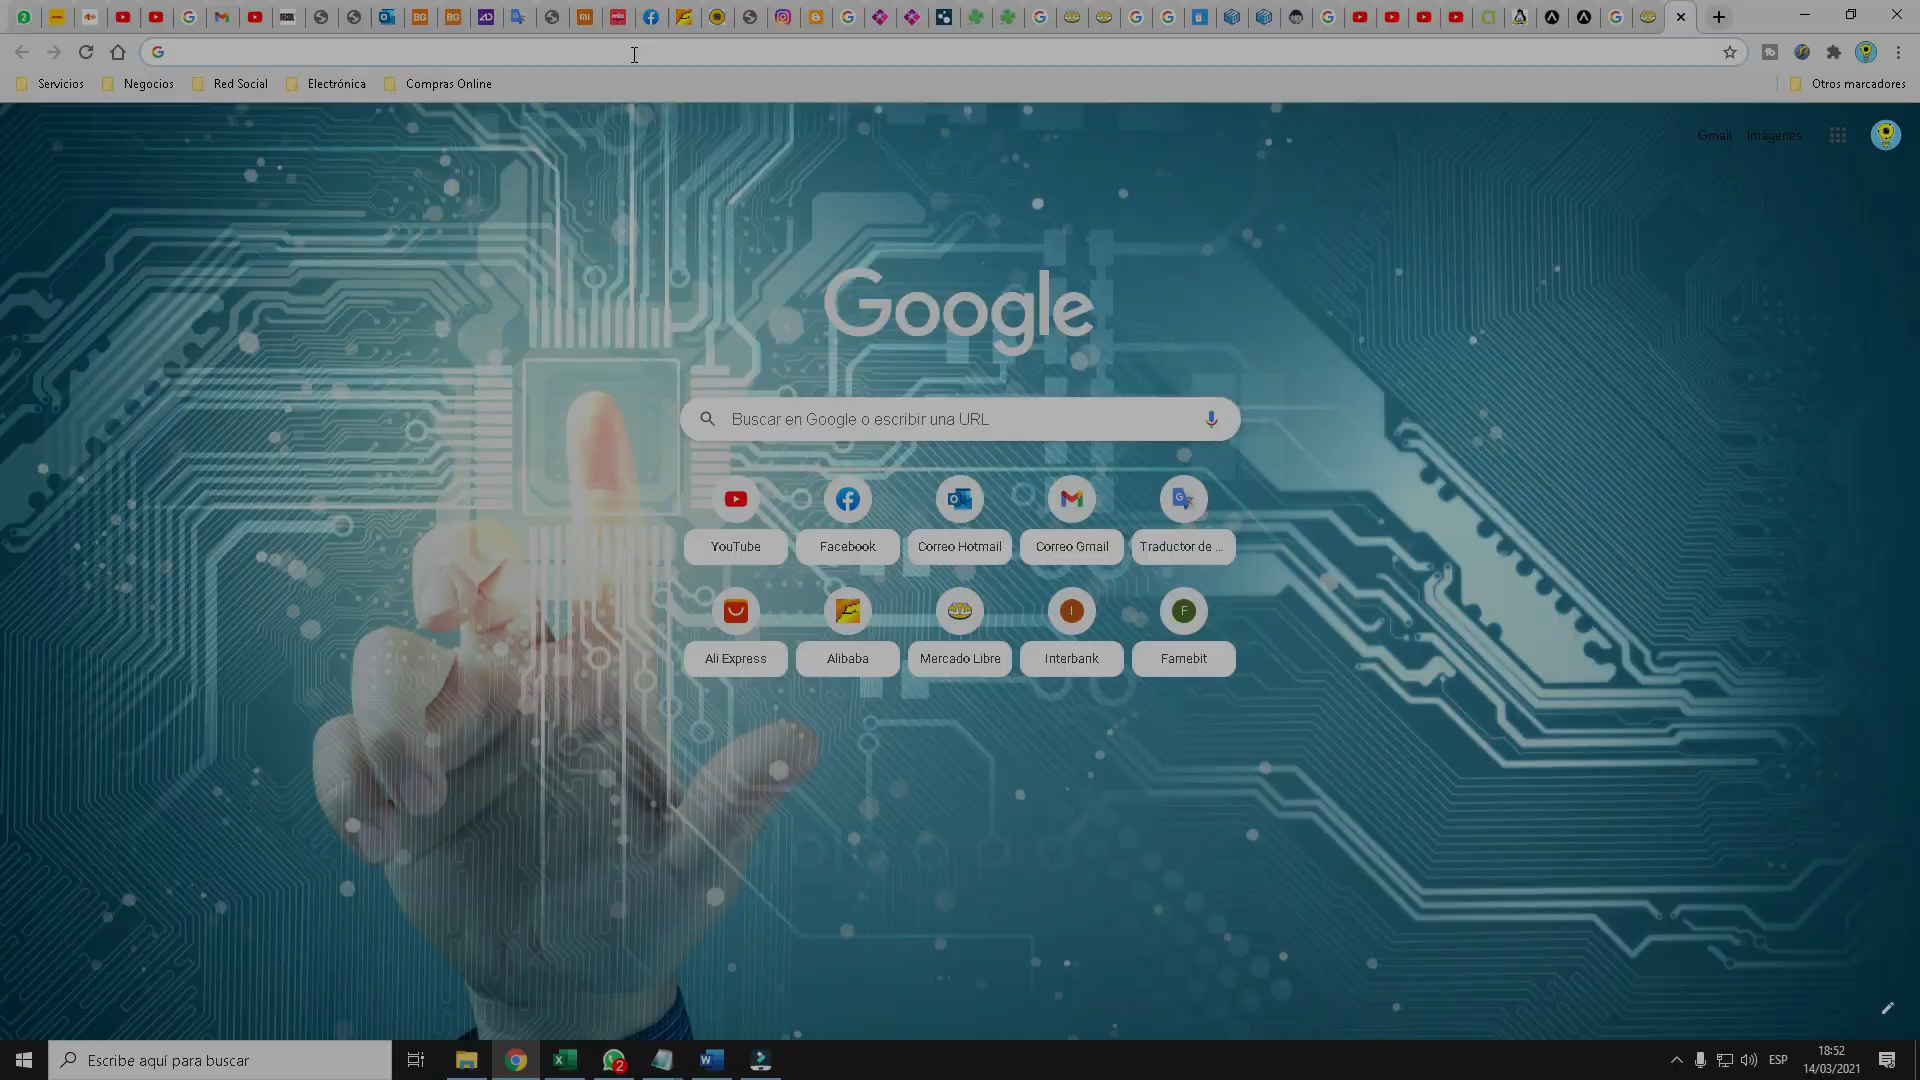 Servicios Negocios Red Social Electrónica Compras Online Otros marcadores
Gmail Imágenes
Google
Buscar en Google o escribir una URL
YouTube Facebook Correo Hotmail Correo Gmail Traductor de ...
I F
Ali Express Alibaba Mercado Libre Interbank Famebit
Escribe aquí para buscar
2
ESP
18:52
14/03/2021